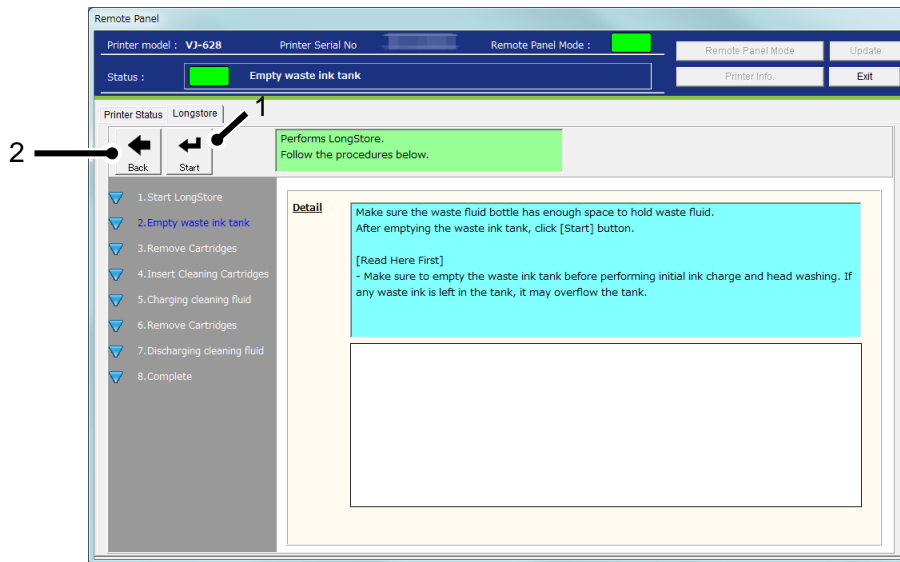 Remote Panel
Printer model : VJ-628 Printer Serial No Remote Panel Mode :
Remote Panel Mode Update
Status : Empty waste ink tank
Printer Info. Exit
Printer Status Longstore
1
2
Back Start
Performs LongStore.
Follow the procedures below.
1.Start LongStore
2.Empty waste ink tank
3.Remove Cartridges
4.Insert Cleaning Cartridges
5.Charging cleaning fluid
6.Remove Cartridges
7.Discharging cleaning fluid
8.Complete
Detail
Make sure the waste fluid bottle has enough space to hold waste fluid.
After emptying the waste ink tank, click [Start] button.
[Read Here First]
- Make sure to empty the waste ink tank before performing initial ink charge and head washing. If
any waste ink is left in the tank, it may overflow the tank.